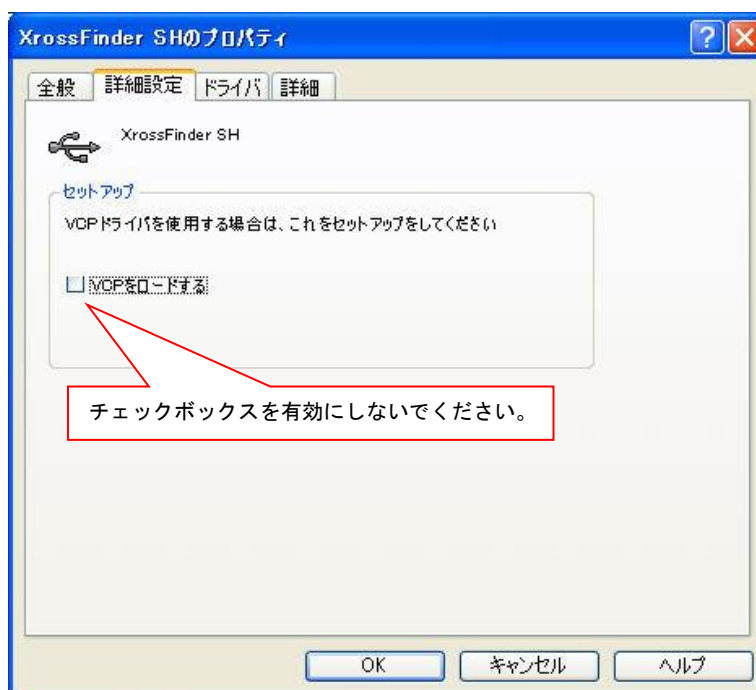 XrossFinder SHのプロパティ
全般 詳細設定 ドライバ 詳細
XrossFinder SH
セットアップ
VCPドライバを使用する場合は、これをセットアップをしてください
VCPをロードする
チェックボックスを有効にしないでください。
OK キャンセル ヘルプ